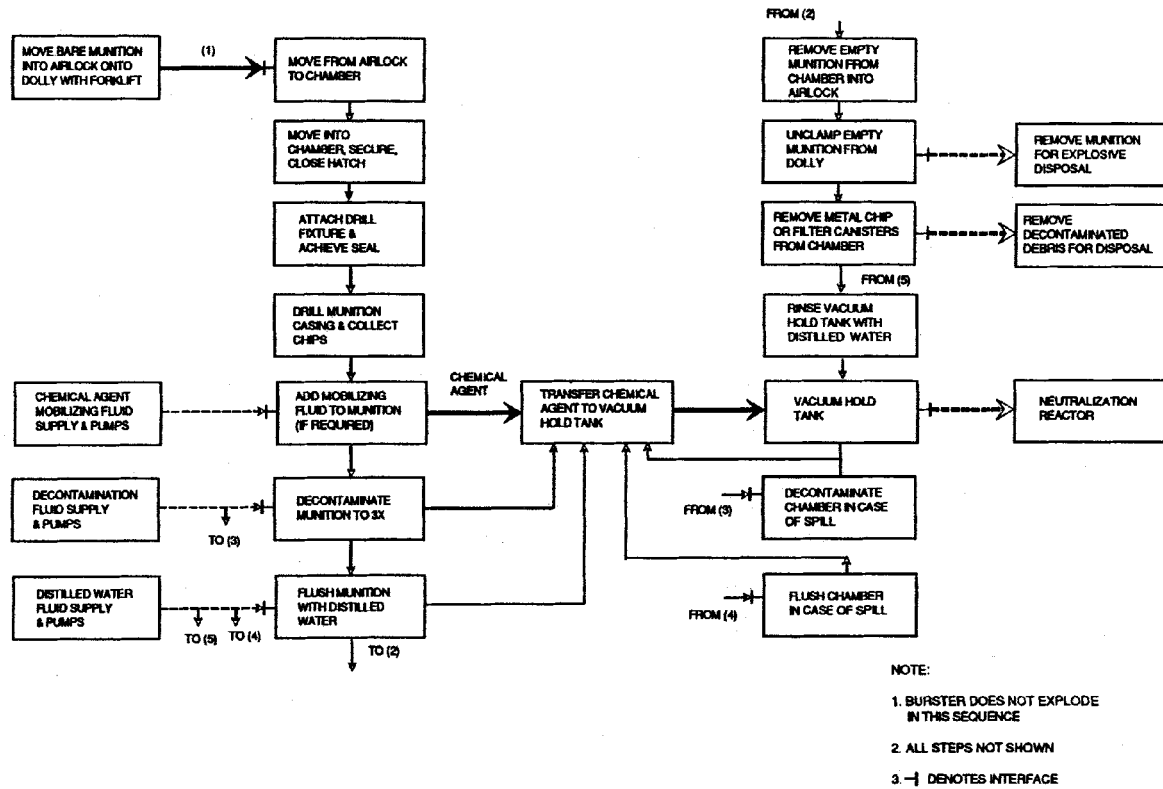 MOVE BARE MUNITION
INTO AIRLOCK ONTO
DOLLY WITH FORKLIFT
(1)
MOVE FROM AIRLOCK
TO CHAMBER
MOVE INTO
CHAMBER, SECURE,
CLOSE HATCH
ATTACH DRILL
FIXTURE &
ACHIEVE SEAL
DRILL MUNITION
CASING & COLLECT
CHIPS
CHEMICAL AGENT
MOBILIZING FLUID
SUPPLY & PUMPS
ADD MOBILIZING
FLUID TO MUNITION
(IF REQUIRED)
CHEMICAL
AGENT
TRANSFER CHEMICAL
AGENT TO VACUUM
HOLD TANK
DECONTAMINATION
FLUID SUPPLY
& PUMPS
TO (3)
DECONTAMINATE
MUNITION TO 3X
DISTILLED WATER
FLUID SUPPLY
& PUMPS
TO (5)
TO (4)
FLUSH MUNITION
WITH DISTILLED
WATER
TO (2)
FROM (2)
REMOVE EMPTY
MUNITION FROM
CHAMBER INTO
AIRLOCK
UNCLAMP EMPTY
MUNITION FROM
DOLLY
REMOVE MUNITION
FOR EXPLOSIVE
DISPOSAL
REMOVE METAL CHIP
OR FILTER CANISTERS
FROM CHAMBER
REMOVE
DECONTAMINATED
DEBRIS FOR DISPOSAL
FROM (5)
RINSE VACUUM
HOLD TANK WITH
DISTILLED WATER
VACUUM HOLD
TANK
NEUTRALIZATION
REACTOR
FROM (3)
DECONTAMINATE
CHAMBER IN CASE
OF SPILL
FROM (4)
FLUSH CHAMBER
IN CASE OF SPILL
NOTE:
1. BURSTER DOES NOT EXPLODE
IN THIS SEQUENCE
2. ALL STEPS NOT SHOWN
3. ⊣ DENOTES INTERFACE